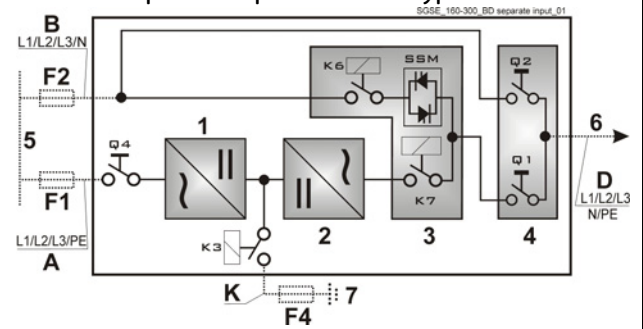 SGSE_160-300_BD separate input_01
B
L1/L2/L3/N
F2
K6
SSM
Q2
5
1
6
Q4
Q1
D
F1
K7
L1/L2/L3
N/PE
L1/L2/L3/PE
2
3
4
A
K3
K
7
F4